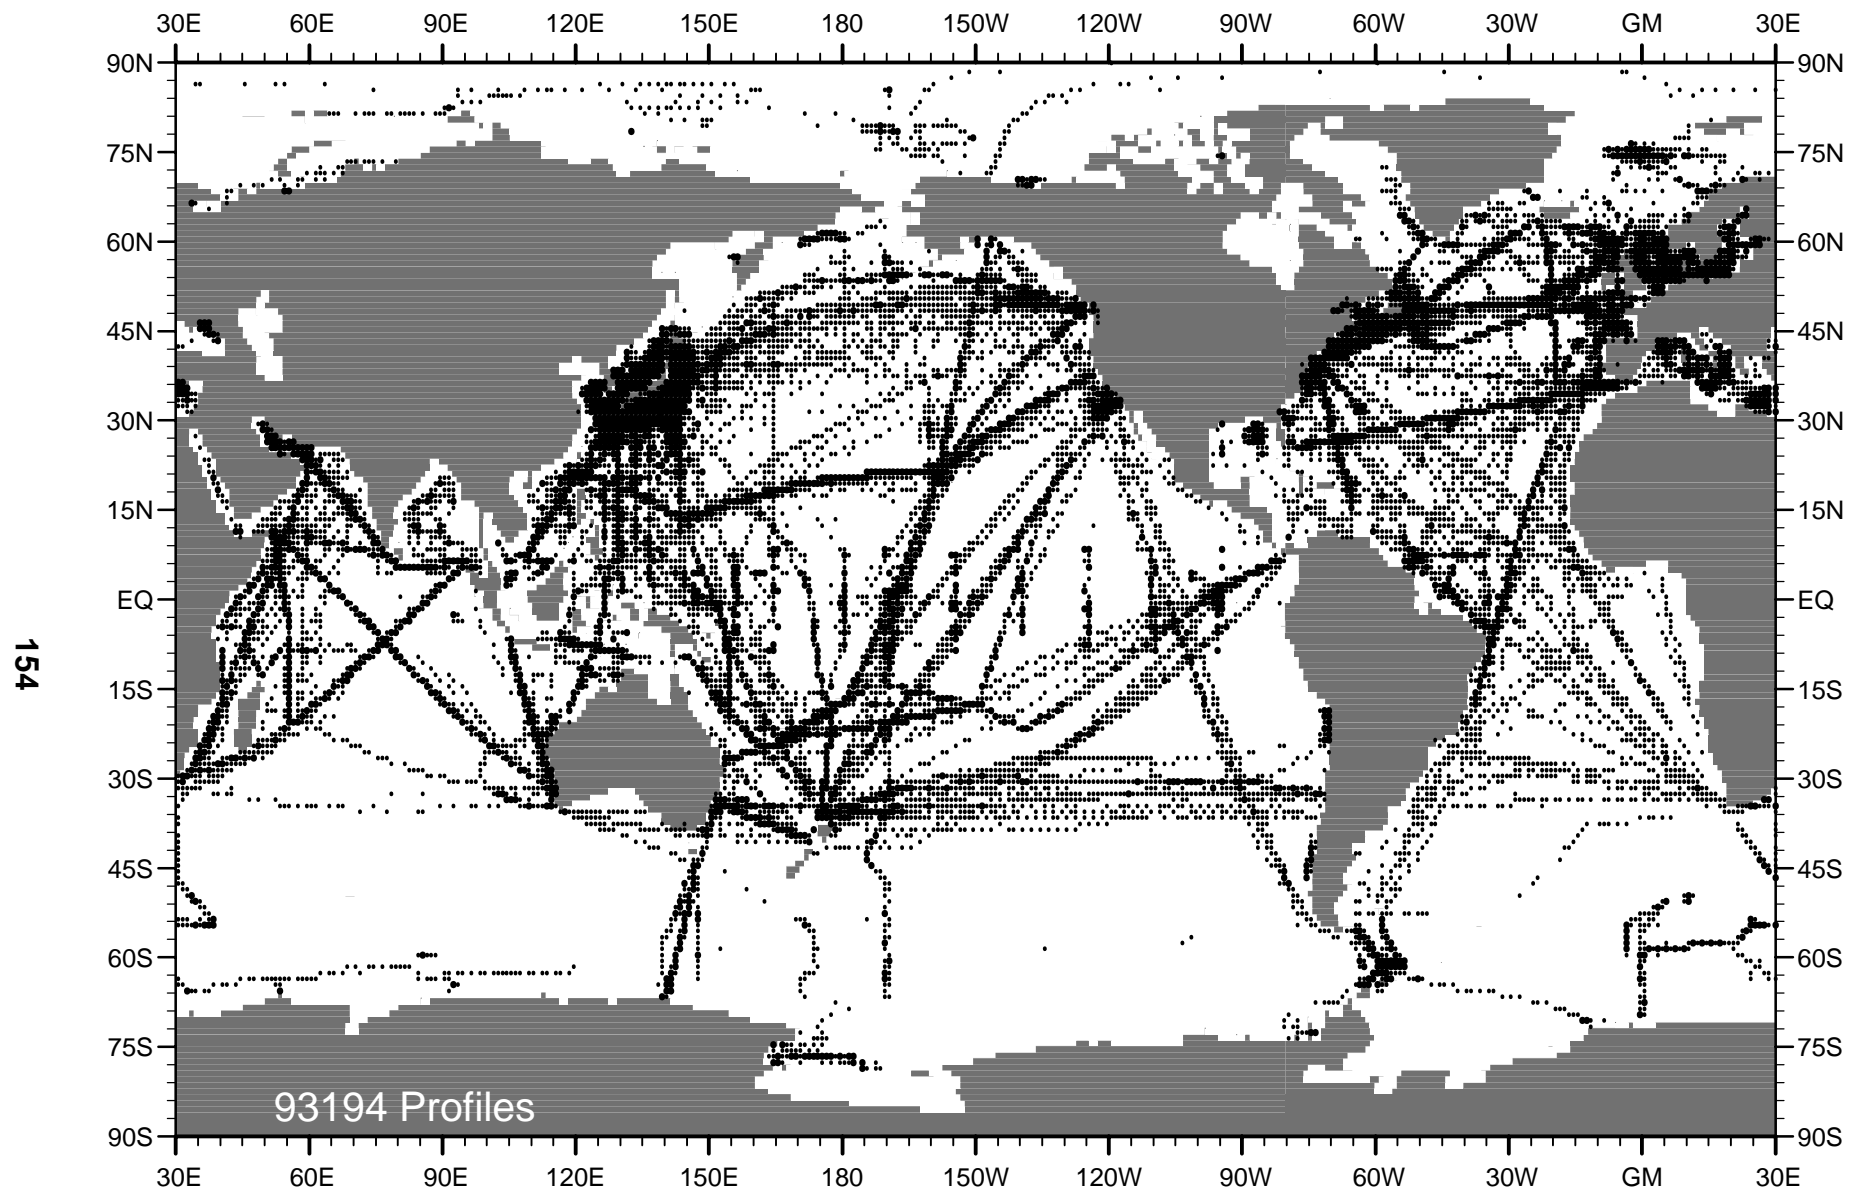 30E 60E 90E 120E 150E 180 150W 120W 90W 60W 30W GM 30E
90N 90N
75N 75N
60N 60N
45N 45N
30N 30N
15N 15N
EQ EQ
15S 15S
30S 30S
45S 45S
60S 60S
75S 75S
90S 90S
93194 Profiles
30E 60E 90E 120E 150E 180 150W 120W 90W 60W 30W GM 30E
154